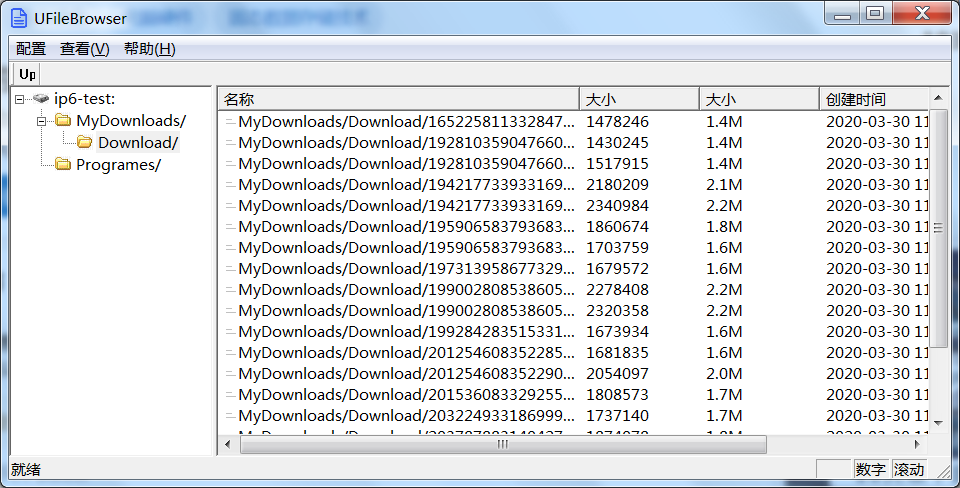 UFileBrowser
配置 查看(V) 帮助(H)
Up
ip6-test:
MyDownloads/
Download/
Programes/
名称 大小 大小 创建时间
MyDownloads/Download/165225811332847... 1478246 1.4M 2020-03-30 11
MyDownloads/Download/192810359047660... 1430245 1.4M 2020-03-30 11
MyDownloads/Download/192810359047660... 1517915 1.4M 2020-03-30 11
MyDownloads/Download/194217733933169... 2180209 2.1M 2020-03-30 11
MyDownloads/Download/194217733933169... 2340984 2.2M 2020-03-30 11
MyDownloads/Download/195906583793683... 1860674 1.8M 2020-03-30 11
MyDownloads/Download/195906583793683... 1703759 1.6M 2020-03-30 11
MyDownloads/Download/197313958677329... 1679572 1.6M 2020-03-30 11
MyDownloads/Download/199002808538605... 2278408 2.2M 2020-03-30 11
MyDownloads/Download/199002808538605... 2320358 2.2M 2020-03-30 11
MyDownloads/Download/199284283515331... 1673934 1.6M 2020-03-30 11
MyDownloads/Download/201254608352285... 1681835 1.6M 2020-03-30 11
MyDownloads/Download/201254608352290... 2054097 2.0M 2020-03-30 11
MyDownloads/Download/201536083329255... 1808573 1.7M 2020-03-30 11
MyDownloads/Download/203224933186999... 1737140 1.7M 2020-03-30 11
就绪 数字 滚动